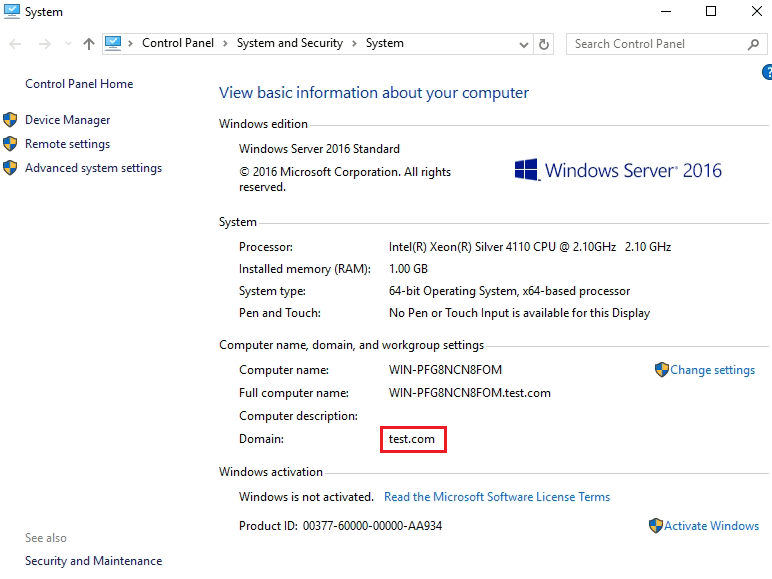 System
Control Panel > System and Security > System
Search Control Panel
?
Control Panel Home
Device Manager
Remote settings
Advanced system settings
See also
Security and Maintenance
View basic information about your computer
Windows edition
Windows Server 2016 Standard
© 2016 Microsoft Corporation. All rights
reserved.
Windows Server® 2016
System
Processor: Intel(R) Xeon(R) Silver 4110 CPU @ 2.10GHz 2.10 GHz
Installed memory (RAM): 1.00 GB
System type: 64-bit Operating System, x64-based processor
Pen and Touch: No Pen or Touch Input is available for this Display
Computer name, domain, and workgroup settings
Computer name: WIN-PFG8NCN8FOM Change settings
Full computer name: WIN-PFG8NCN8FOM.test.com
Computer description:
Domain: test.com
Windows activation
Windows is not activated. Read the Microsoft Software License Terms
Product ID: 00377-60000-00000-AA934 Activate Windows